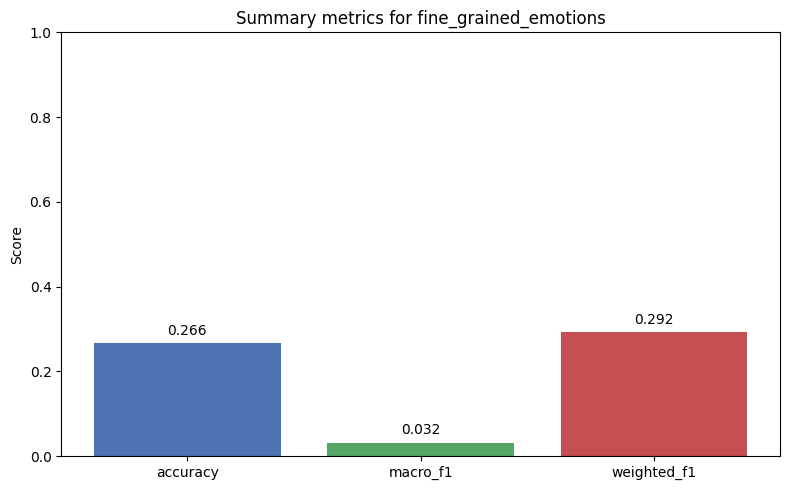 Summary metrics for fine_grained_emotions
1.0
0.8
0.6
0.4
0.2
0.0
Score
0.266
0.032
0.292
accuracy
macro_f1
weighted_f1